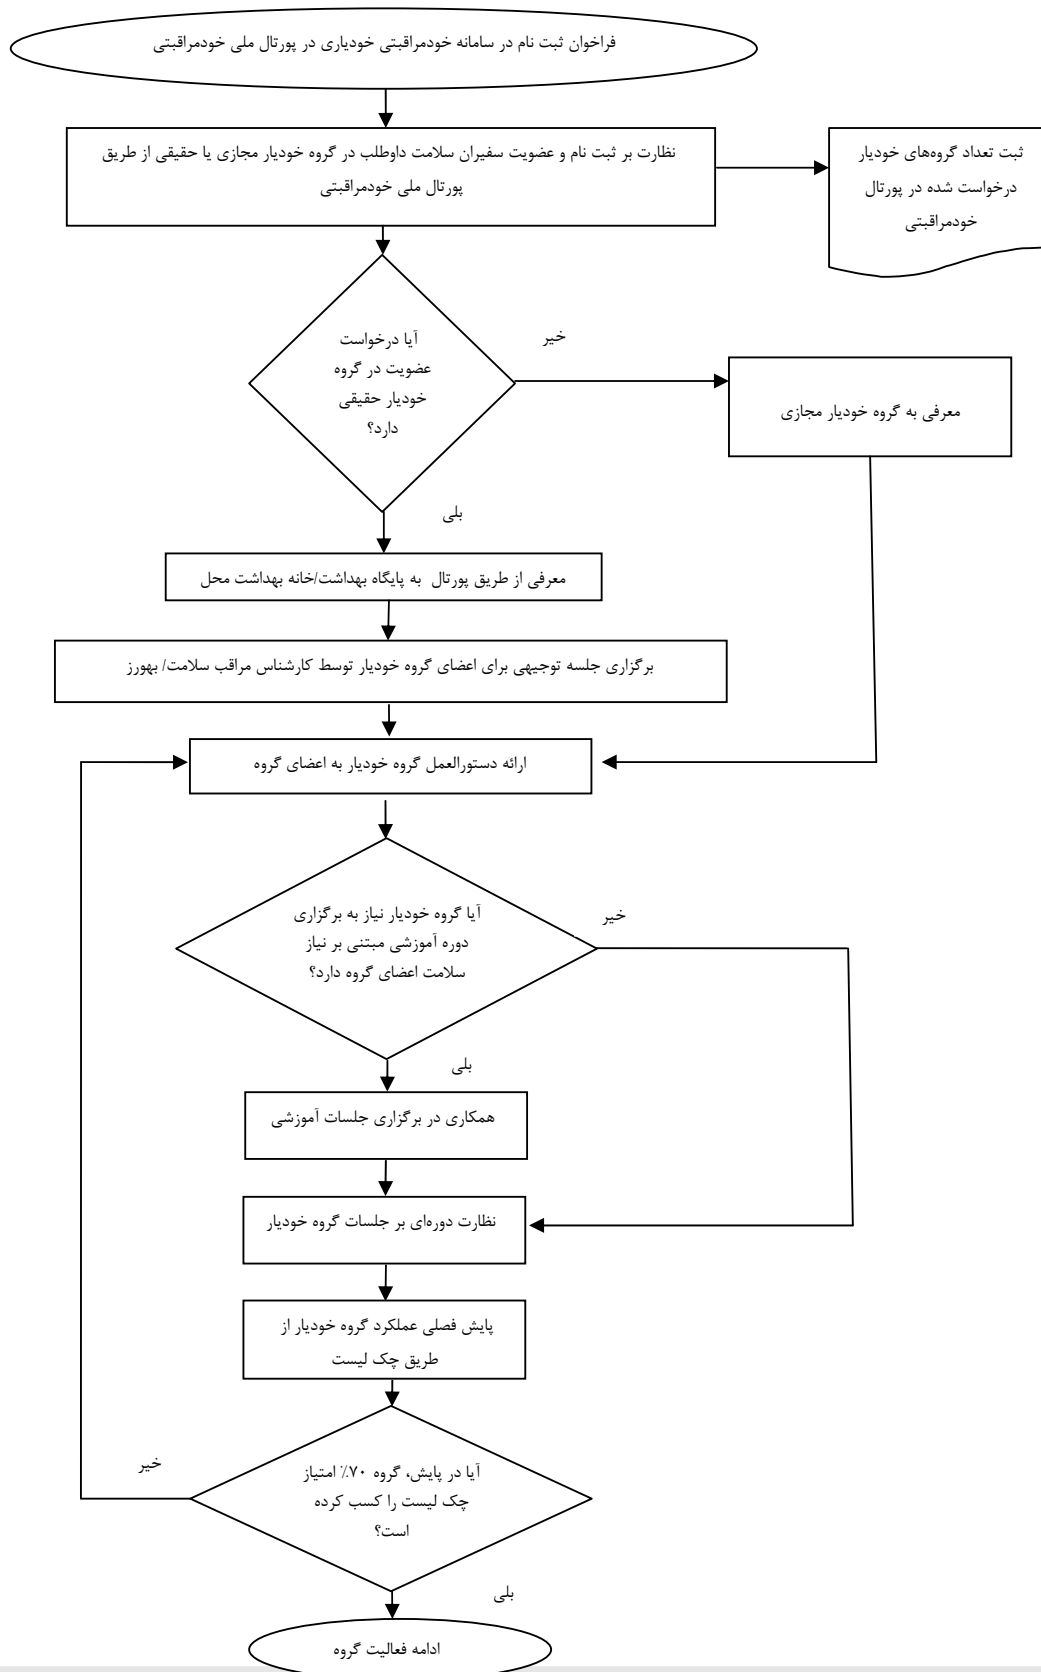 فراخوان ثبت نام در سامانه خودمراقبتی خودیاری در پورتال ملی خودمراقبتی
نظارت بر ثبت نام و عضویت سفیران سلامت داوطلب در گروه خودیار مجازی یا حقیقی از طریق
پورتال ملی خودمراقبتی
ثبت تعداد گروه‌های خودیار
درخواست شده در پورتال
خودمراقبتی
آیا درخواست
عضویت در گروه
خودیار حقیقی
دارد؟
خیر
معرفی به گروه خودیار مجازی
بلی
معرفی از طریق پورتال به پایگاه بهداشت/خانه بهداشت محل
برگزاری جلسه توجیهی برای اعضای گروه خودیار توسط کارشناس مراقب سلامت/ بهورز
ارائه دستورالعمل گروه خودیار به اعضای گروه
آیا گروه خودیار نیاز به برگزاری
دوره آموزشی مبتنی بر نیاز
سلامت اعضای گروه دارد؟
خیر
بلی
همکاری در برگزاری جلسات آموزشی
نظارت دوره‌ای بر جلسات گروه خودیار
پایش فصلی عملکرد گروه خودیار از
طریق چک لیست
آیا در پایش، گروه ۷۰٪ امتیاز
چک لیست را کسب کرده
است؟
خیر
بلی
ادامه فعالیت گروه